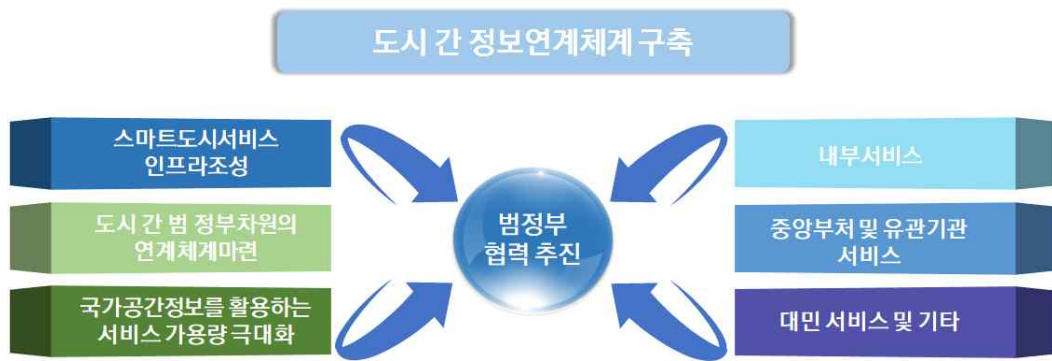 도시 간 정보연계체계 구축
스마트도시서비스
인프라조성
도시 간 범 정부차원의
연계체계마련
국가공간정보를 활용하는
서비스 가용량 극대화
범정부
협력 추진
내부서비스
중앙부처 및 유관기관
서비스
대민 서비스 및 기타